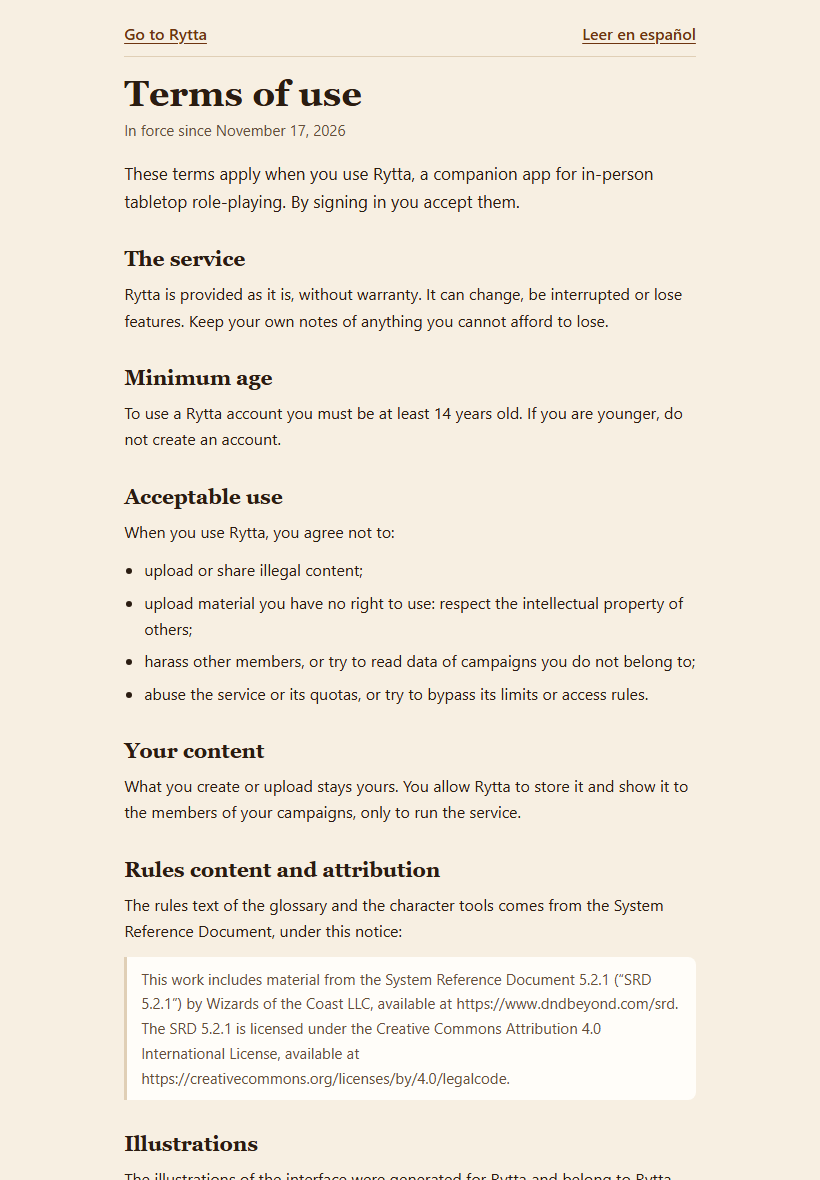 Go to Rytta
Leer en español
Terms of use
In force since November 17, 2026
These terms apply when you use Rytta, a companion app for in-person
tabletop role-playing. By signing in you accept them.
The service
Rytta is provided as it is, without warranty. It can change, be interrupted or lose
features. Keep your own notes of anything you cannot afford to lose.
Minimum age
To use a Rytta account you must be at least 14 years old. If you are younger, do
not create an account.
Acceptable use
When you use Rytta, you agree not to:
• upload or share illegal content;
• upload material you have no right to use: respect the intellectual property of
others;
• harass other members, or try to read data of campaigns you do not belong to;
• abuse the service or its quotas, or try to bypass its limits or access rules.
Your content
What you create or upload stays yours. You allow Rytta to store it and show it to
the members of your campaigns, only to run the service.
Rules content and attribution
The rules text of the glossary and the character tools comes from the System
Reference Document, under this notice:
This work includes material from the System Reference Document 5.2.1 (“SRD
5.2.1”) by Wizards of the Coast LLC, available at https://www.dndbeyond.com/srd.
The SRD 5.2.1 is licensed under the Creative Commons Attribution 4.0
International License, available at
https://creativecommons.org/licenses/by/4.0/legalcode.
Illustrations
The illustrations of the interface were generated for Rytta and belong to Rytta.